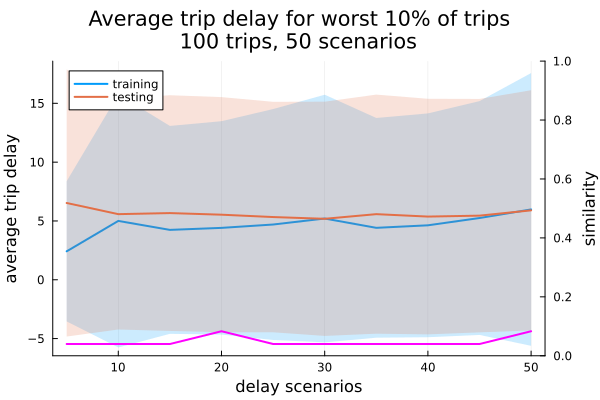 Average trip delay for worst 10% of trips
100 trips, 50 scenarios
training
testing
average trip delay
15
10
5
0
−5
1.0
0.8
0.6
0.4
0.2
0.0
similarity
10
20
30
40
50
delay scenarios